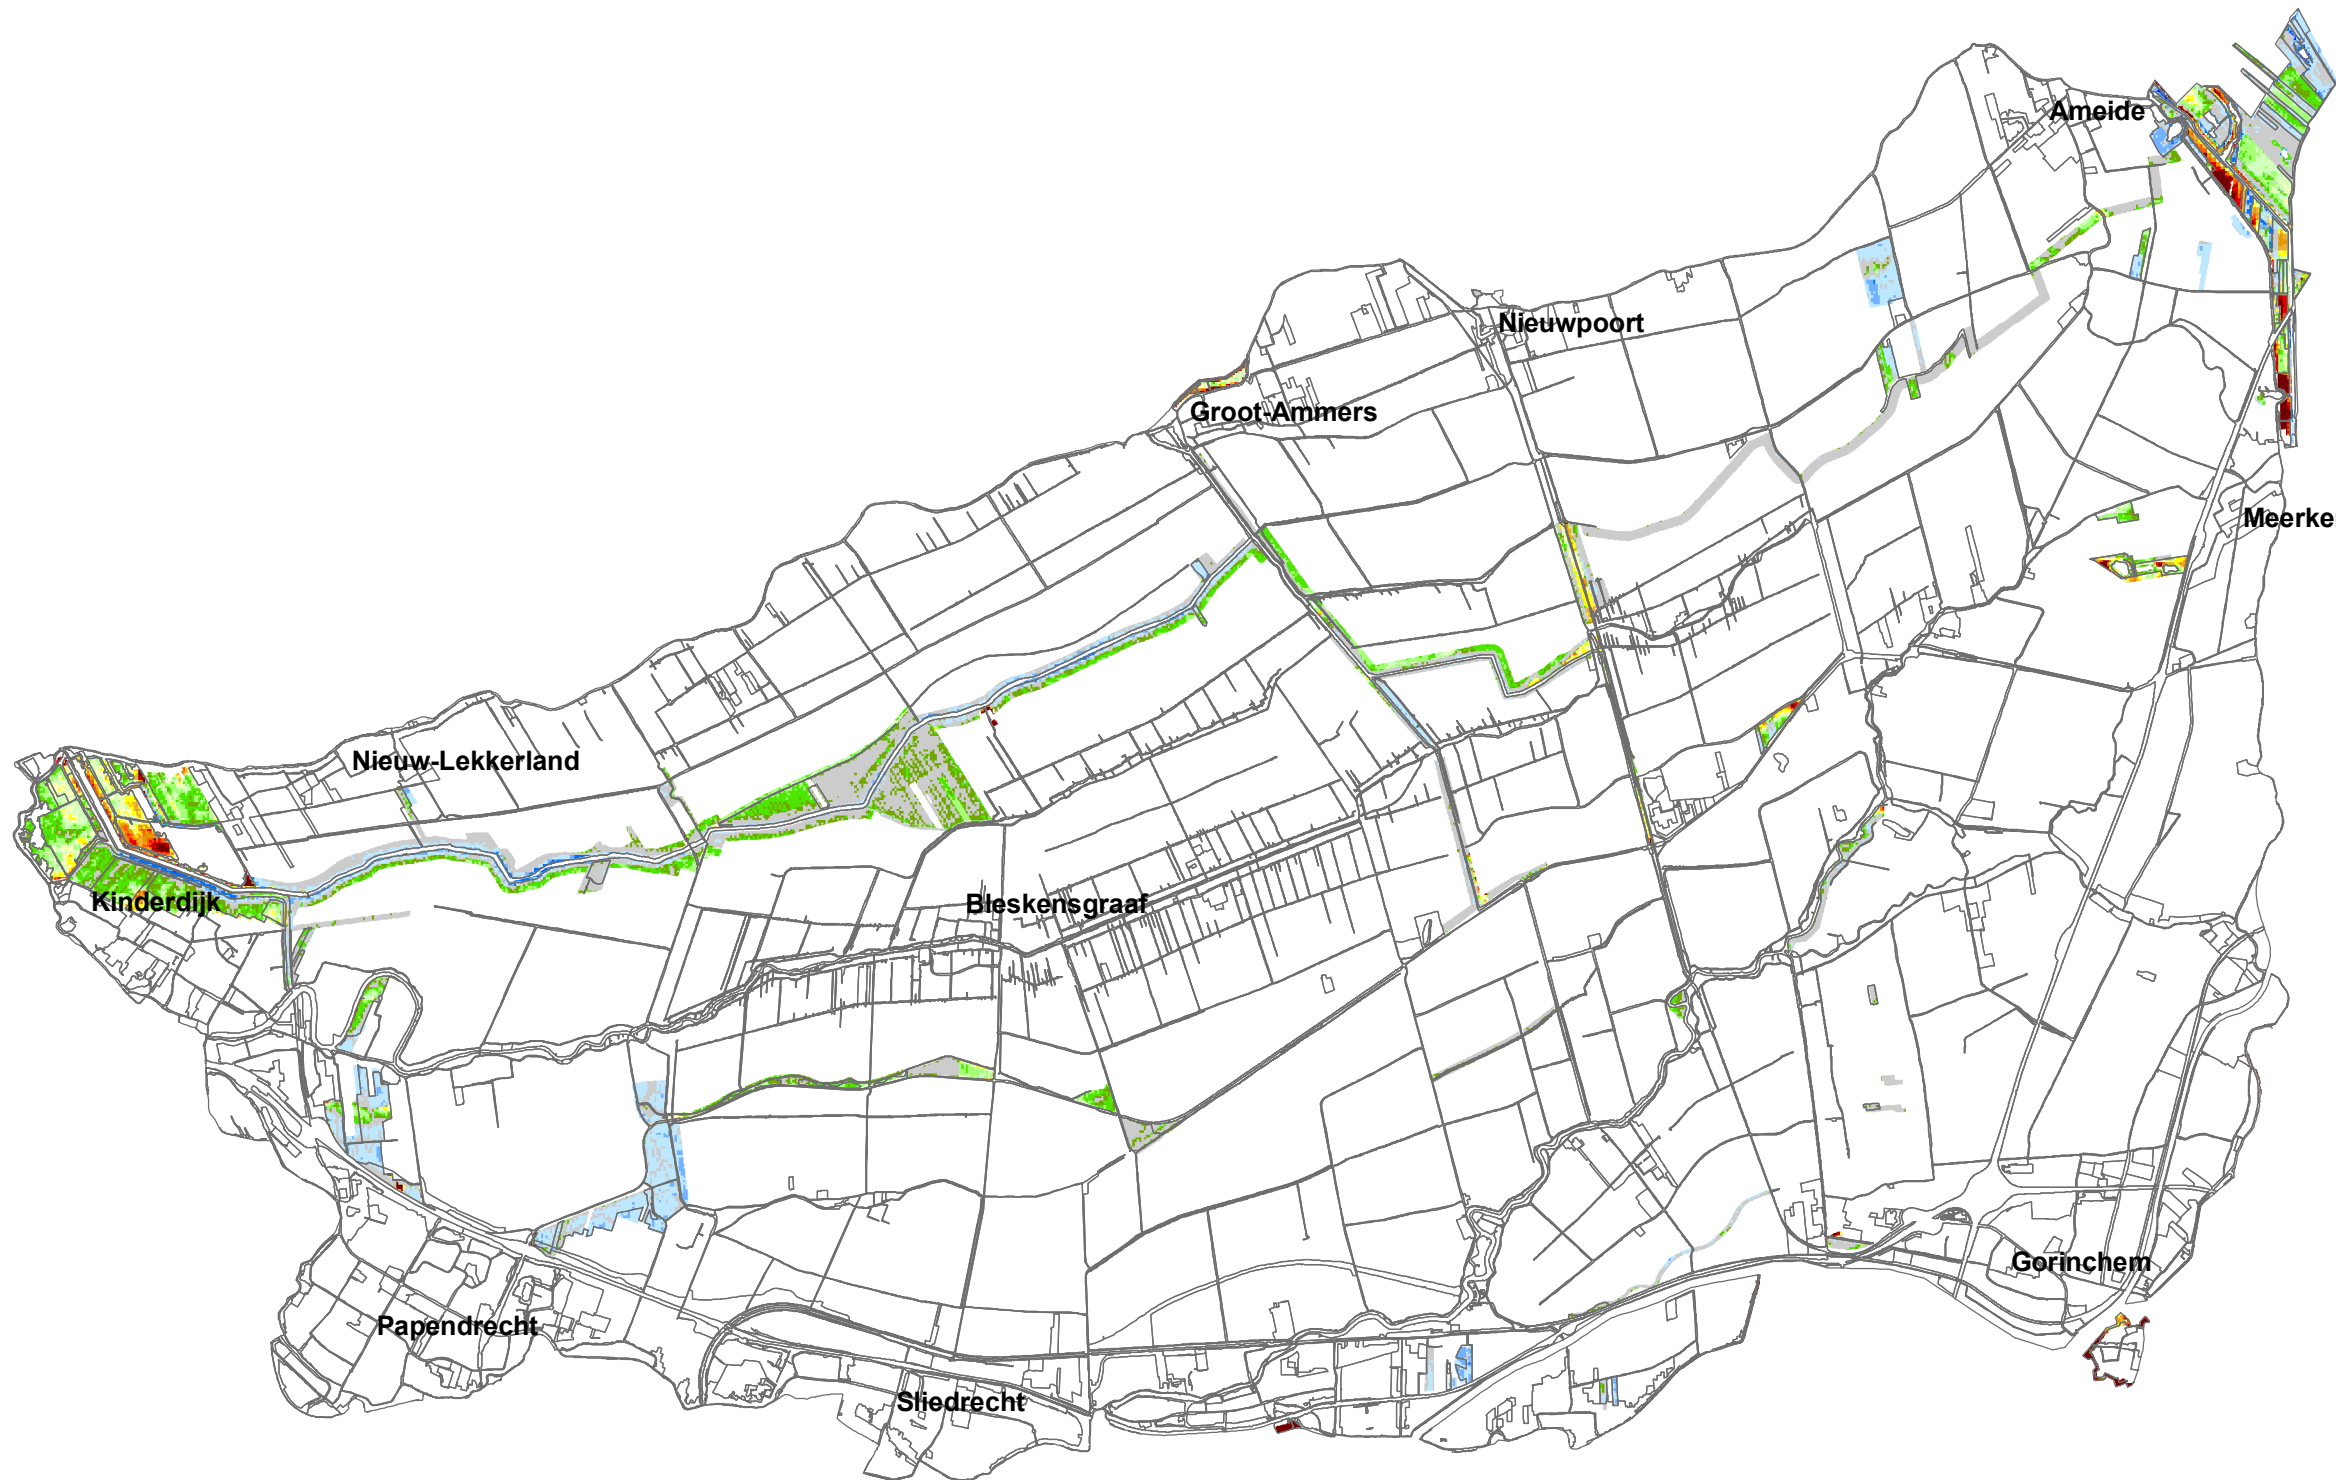 Ameide
Nieuwpoort
Groot-Ammers
Meerke
Nieuw-Lekkerland
Kinderdijk
Bleskensgraaf
Gorinchem
Papendrecht
Sliedrecht